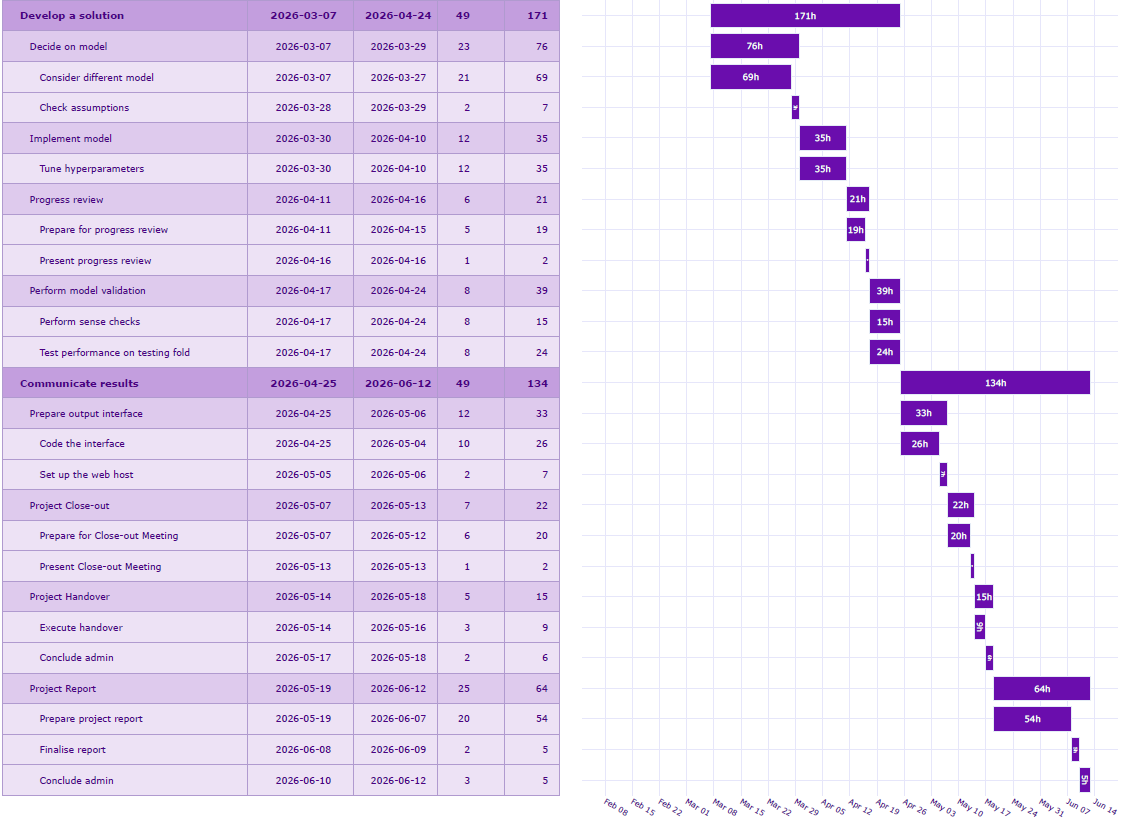 Develop a solution 2026-03-07 2026-04-24 49 171 171h
Decide on model 2026-03-07 2026-03-29 23 76 76h
Consider different model 2026-03-07 2026-03-27 21 69 69h
Check assumptions 2026-03-28 2026-03-29 2 7
Implement model 2026-03-30 2026-04-10 12 35 35h
Tune hyperparameters 2026-03-30 2026-04-10 12 35 35h
Progress review 2026-04-11 2026-04-16 6 21 21h
Prepare for progress review 2026-04-11 2026-04-15 5 19 19h
Present progress review 2026-04-16 2026-04-16 1 2
Perform model validation 2026-04-17 2026-04-24 8 39 39h
Perform sense checks 2026-04-17 2026-04-24 8 15 15h
Test performance on testing fold 2026-04-17 2026-04-24 8 24 24h
Communicate results 2026-04-25 2026-06-12 49 134 134h
Prepare output interface 2026-04-25 2026-05-06 12 33 33h
Code the interface 2026-04-25 2026-05-04 10 26 26h
Set up the web host 2026-05-05 2026-05-06 2 7 7h
Project Close-out 2026-05-07 2026-05-13 7 22 22h
Prepare for Close-out Meeting 2026-05-07 2026-05-12 6 20 20h
Present Close-out Meeting 2026-05-13 2026-05-13 1 2
Project Handover 2026-05-14 2026-05-18 5 15 15h
Execute handover 2026-05-14 2026-05-16 3 9 9h
Conclude admin 2026-05-17 2026-05-18 2 6
Project Report 2026-05-19 2026-06-12 25 64 64h
Prepare project report 2026-05-19 2026-06-07 20 54 54h
Finalise report 2026-06-08 2026-06-09 2 5
Conclude admin 2026-06-10 2026-06-12 3 5 5h
Feb 08 Feb 15 Feb 22 Mar 01 Mar 08 Mar 15 Mar 22 Mar 29 Apr 05 Apr 12 Apr 19 Apr 26 May 03 May 10 May 17 May 24 May 31 Jun 07 Jun 14